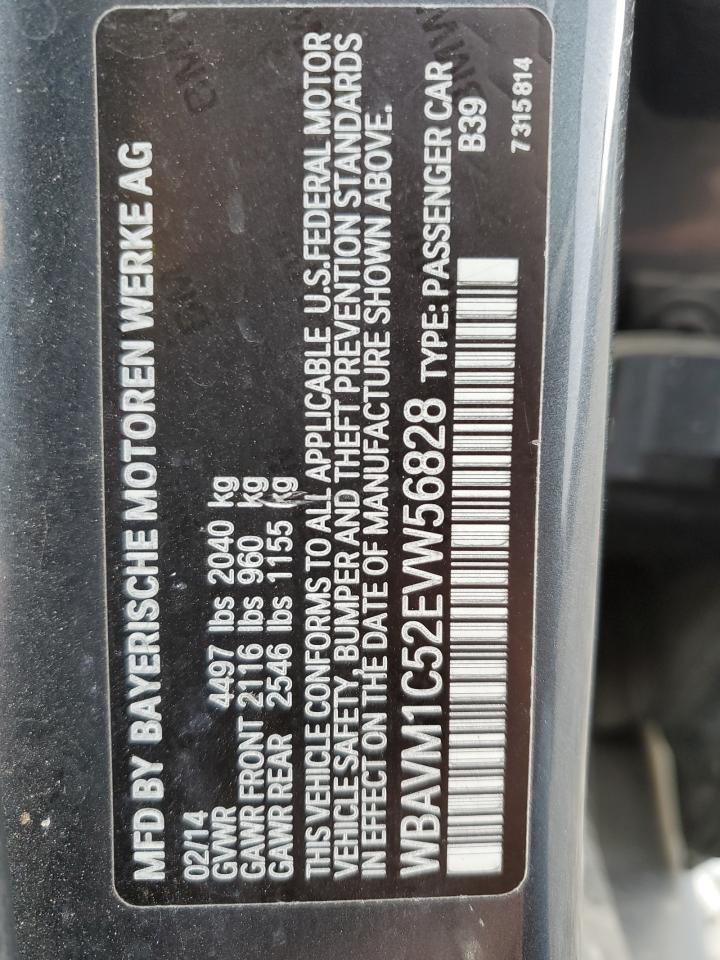 MFD BY BAYERISCHE MOTOREN WERKE AG
02/14
GVWR 4497 lbs 2040 kg
GAWR FRONT 2116 lbs 960 kg
GAWR REAR 2546 lbs 1155 kg
THIS VEHICLE CONFORMS TO ALL APPLICABLE U.S.FEDERAL MOTOR
VEHICLE SAFETY, BUMPER AND THEFT PREVENTION STANDARDS
IN EFFECT ON THE DATE OF MANUFACTURE SHOWN ABOVE.
WBAVM1C52EVW56828 TYPE: PASSENGER CAR
B39
7315814